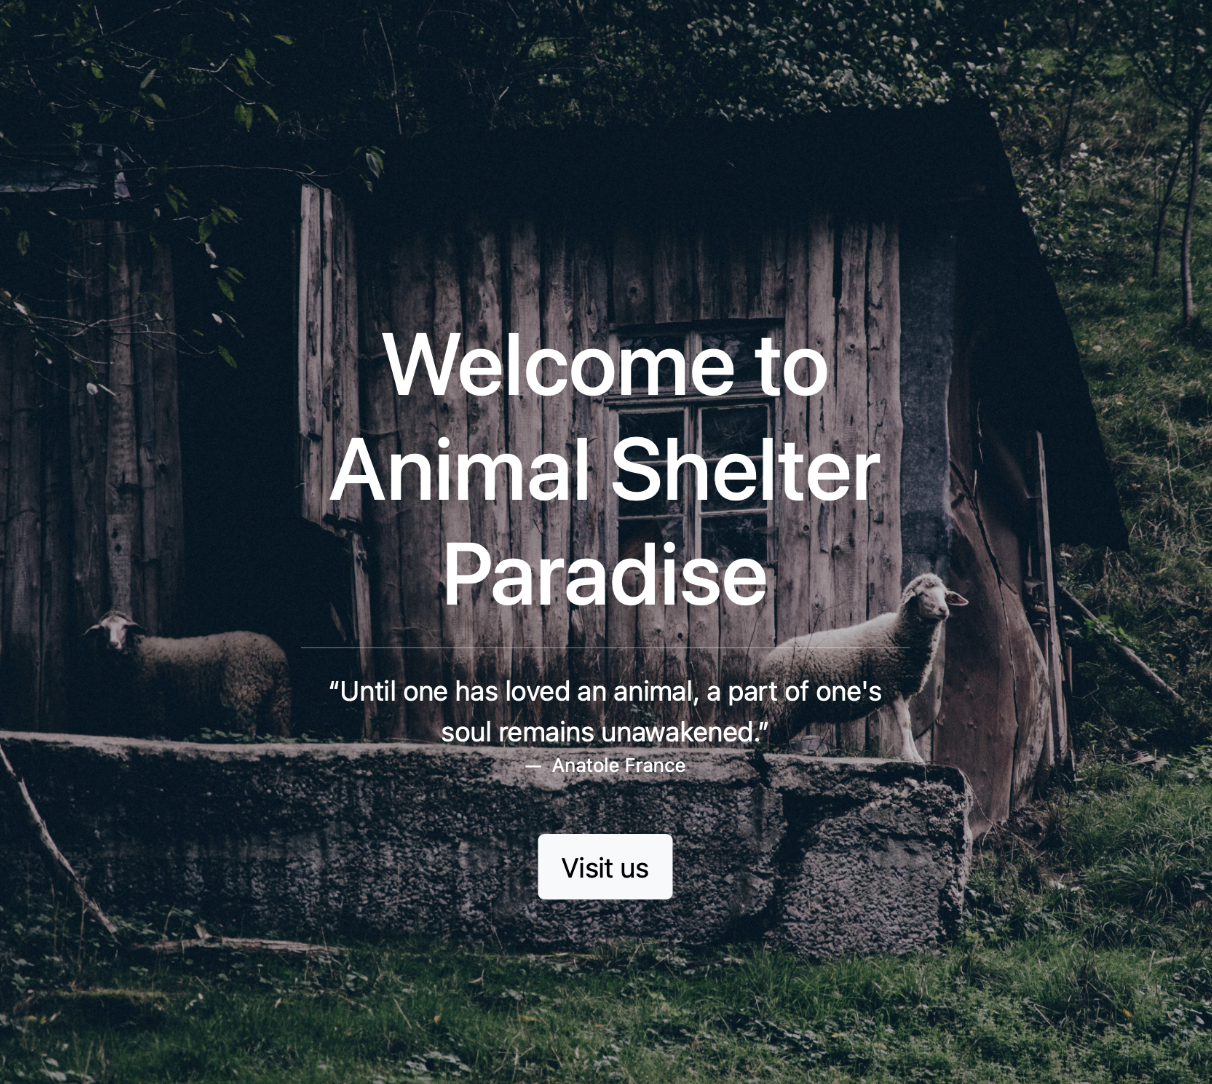 Welcome to
Animal Shelter
Paradise
“Until one has loved an animal, a part of one's
soul remains unawakened.”
— Anatole France
Visit us